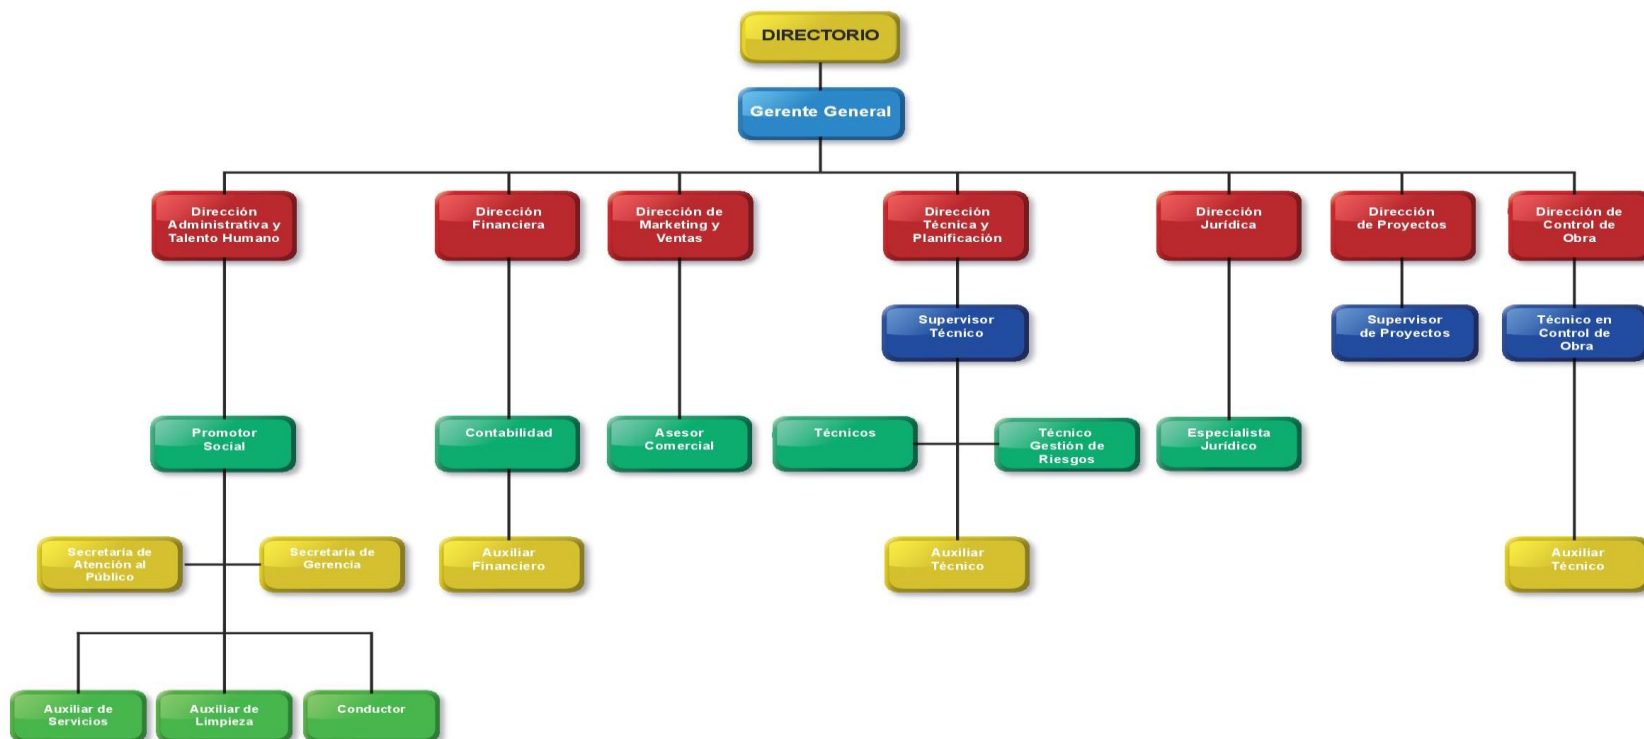 DIRECTORIO
Gerente General
Dirección
Administrativa y
Talento Humano
Dirección
Financiera
Dirección de
Marketing y
Ventas
Dirección
Técnica y
Planificación
Dirección
Jurídica
Dirección
de Proyectos
Dirección de
Control de
Obra
Supervisor
Técnico
Supervisor
de Proyectos
Técnico en
Control de
Obra
Promotor
Social
Contabilidad
Asesor
Comercial
Técnicos
Técnico
Gestión de
Riesgos
Especialista
Jurídico
Secretaría de
Atención al
Público
Secretaría de
Gerencia
Auxiliar
Financiero
Auxiliar
Técnico
Auxiliar
Técnico
Auxiliar de
Servicios
Auxiliar de
Limpieza
Conductor